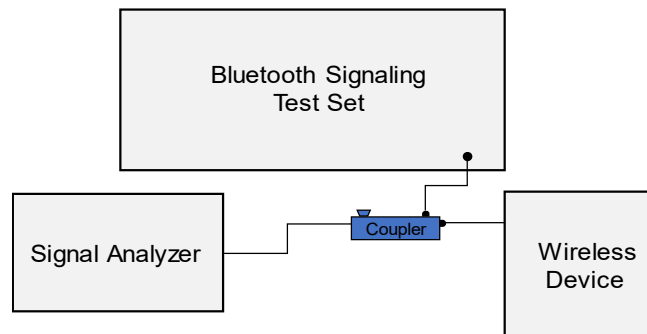 Bluetooth Signaling
Test Set
Signal Analyzer
Coupler
Wireless
Device